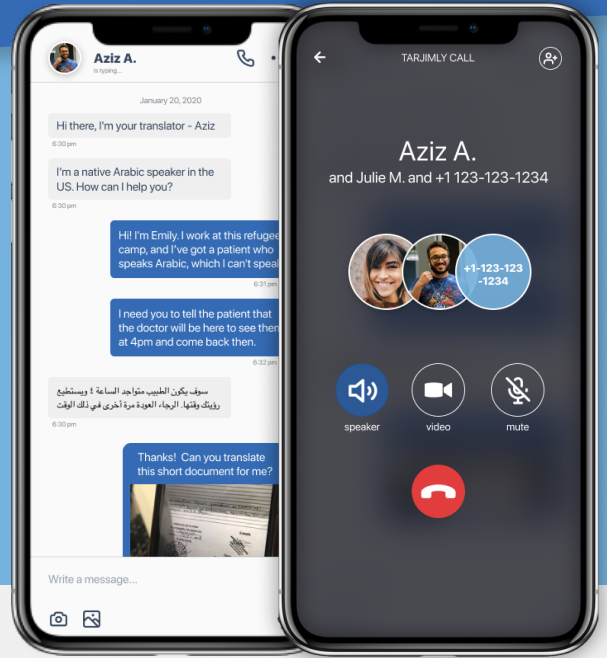 Aziz A.
is typing...
January 20, 2020
Hi there, I'm your translator - Aziz
6:30 pm
I'm a native Arabic speaker in the
US. How can I help you?
6:30 pm
Hi! I'm Emily. I work at this refugee
camp, and I've got a patient who
speaks Arabic, which I can't speak
6:31 pm
I need you to tell the patient that
the doctor will be here to see them
at 4pm and come back then.
6:32 pm
سوف يكون الطبيب متواجد الساعة ٤ ويستطيع
رؤيتك وقتها. الرجاء العودة مرة أخرى في ذلك الوقت
6:30 pm
Thanks! Can you translate
this short document for me?
Write a message...
TARJIMLY CALL
Aziz A.
and Julie M. and +1 123-123-1234
+1-123-123
-1234
speaker
video
mute